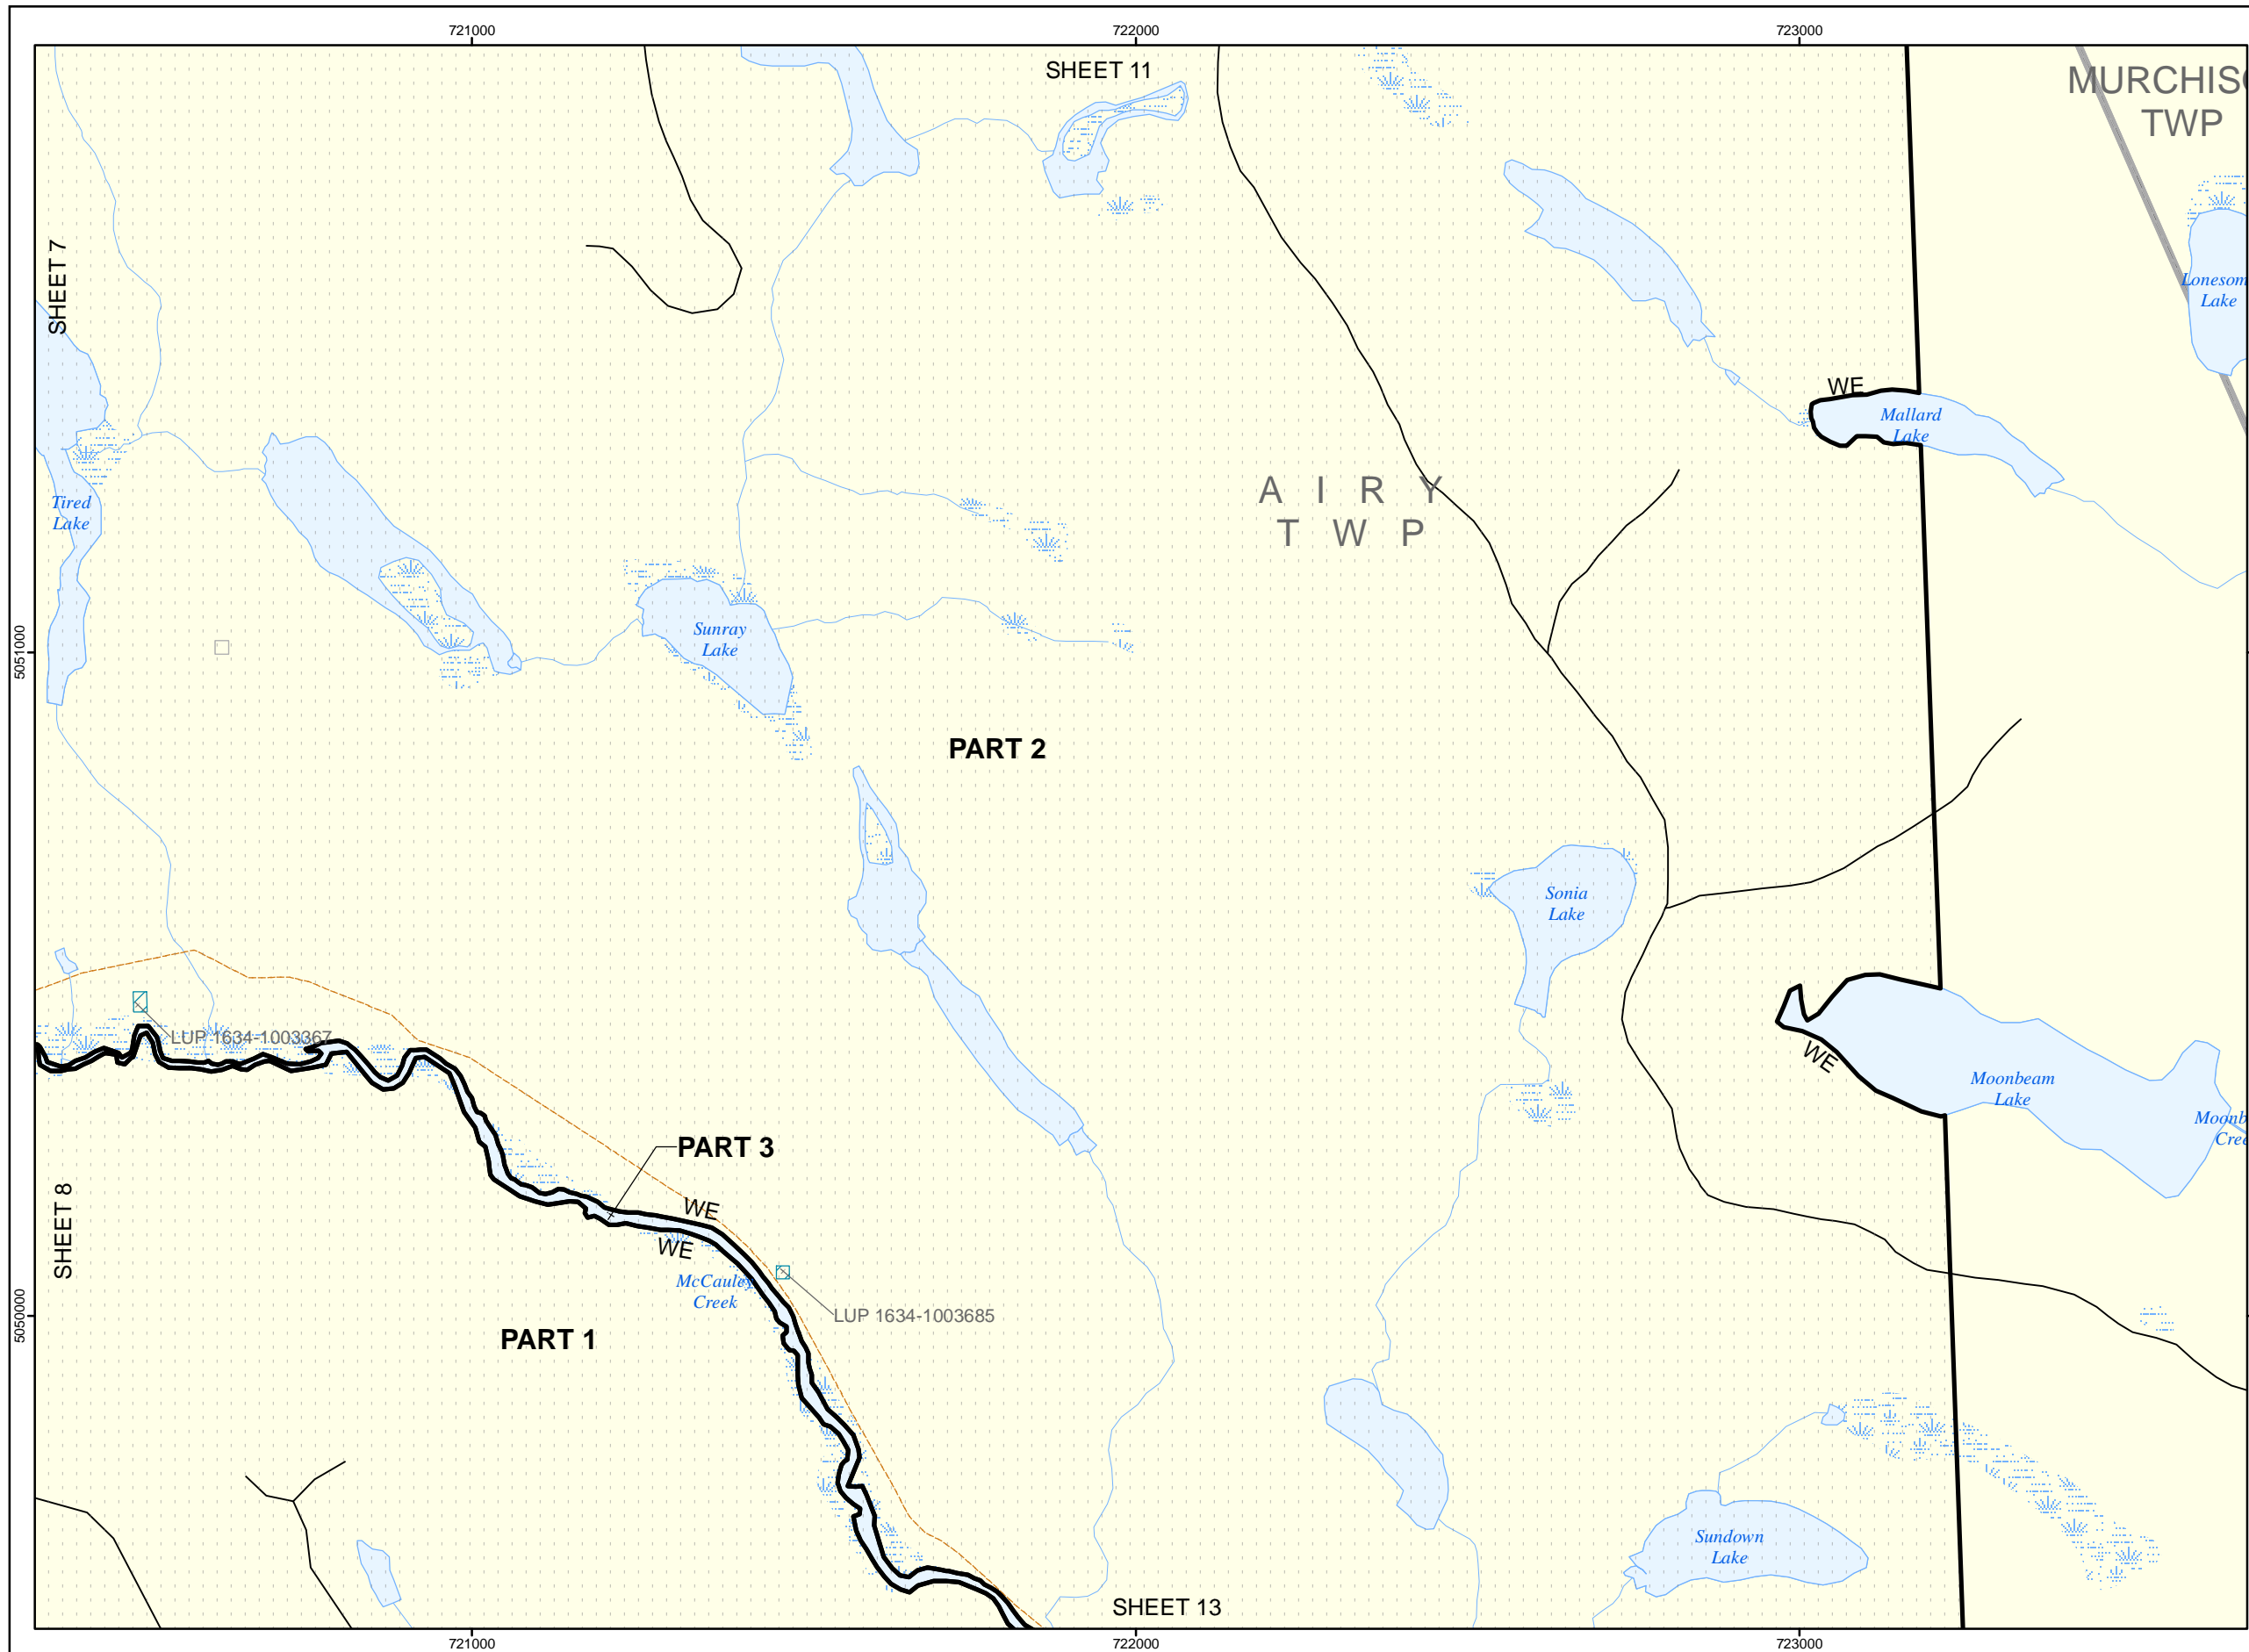 721000
722000
723000
SHEET 11
MURCHISO
TWP
SHEET 7
Lonesom
Lake
WE
Mallard
Lake
A I R Y
T W P
Tired
Lake
Sunray
Lake
5051000
PART 2
Sonia
Lake
LUP 1634-1003367
WE
Moonbeam
Lake
Moonb
Cree
PART 3
SHEET 8
WE
WE
McCauley
Creek
LUP 1634-1003685
5050000
PART 1
Sundown
Lake
SHEET 13
721000
722000
723000